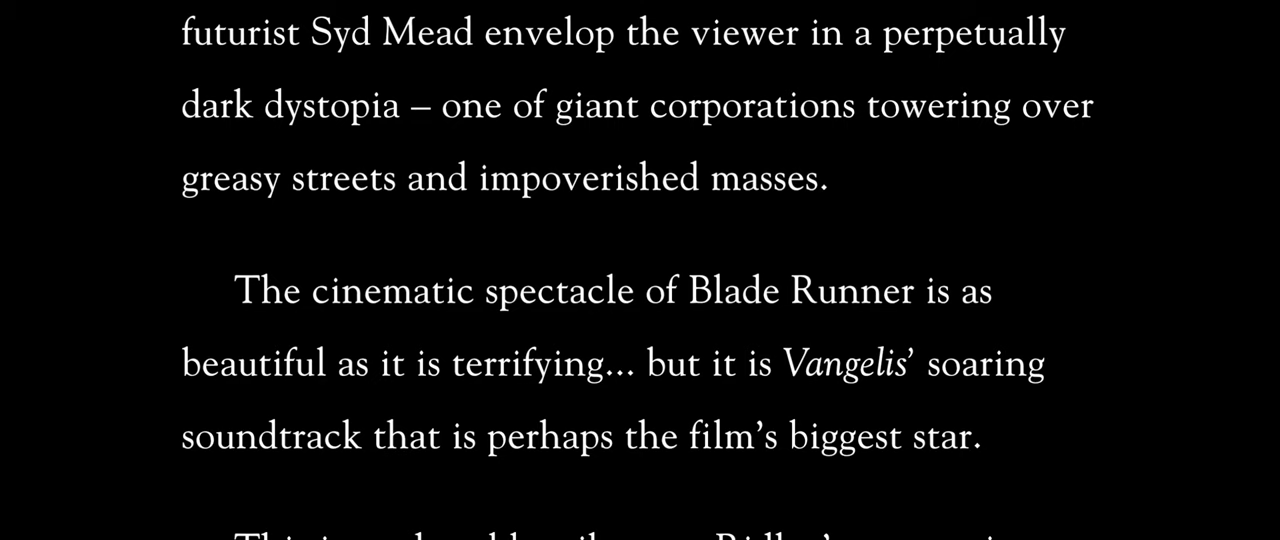 futurist Syd Mead envelop the viewer in a perpetually
dark dystopia – one of giant corporations towering over
greasy streets and impoverished masses.
The cinematic spectacle of Blade Runner is as
beautiful as it is terrifying... but it is Vangelis’ soaring
soundtrack that is perhaps the film’s biggest star.